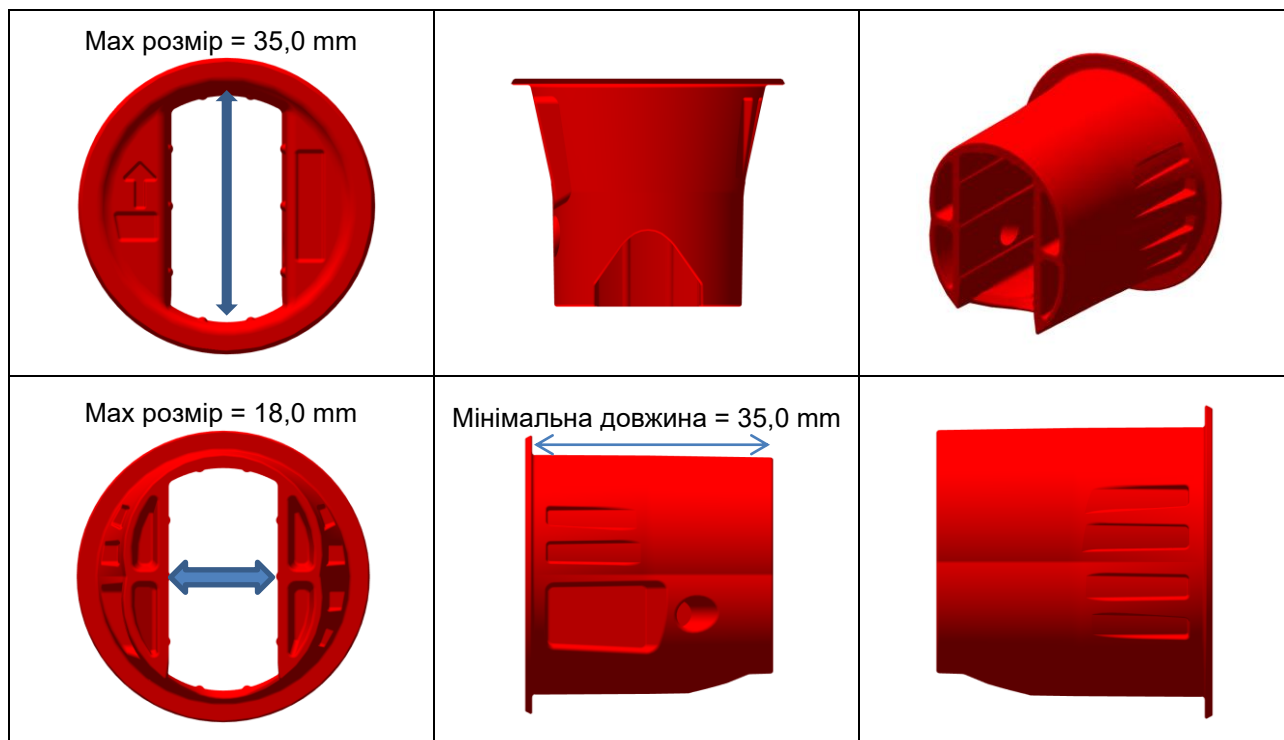 Max розмір = 35,0 mm
Max розмір = 18,0 mm
Мінімальна довжина = 35,0 mm